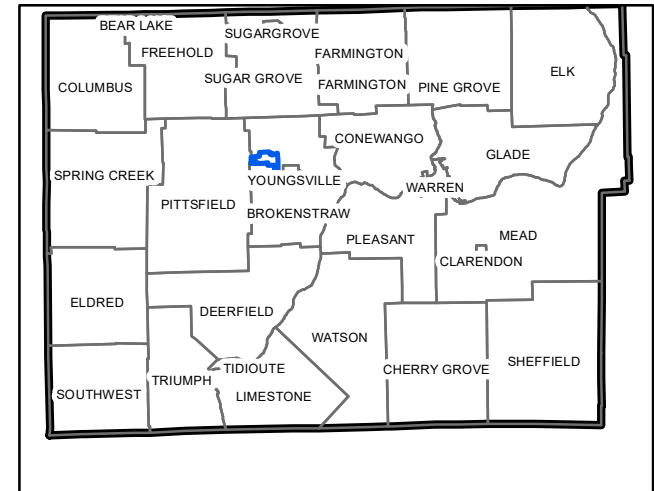 BEAR LAKE
SUGARGROVE
FREEHOLD
FARMINGTON
ELK
SUGAR GROVE
FARMINGTON
COLUMBUS
PINE GROVE
CONEWANGO
GLADE
SPRING CREEK
YOUNGSVILLE
WARREN
PITTSFIELD
BROKENSTRAW
MEAD
PLEASANT
CLARENDON
ELDRED
DEERFIELD
WATSON
SHEFFIELD
TIDIOUTE
CHERRY GROVE
TRIUMPH
SOUTHWEST
LIMESTONE